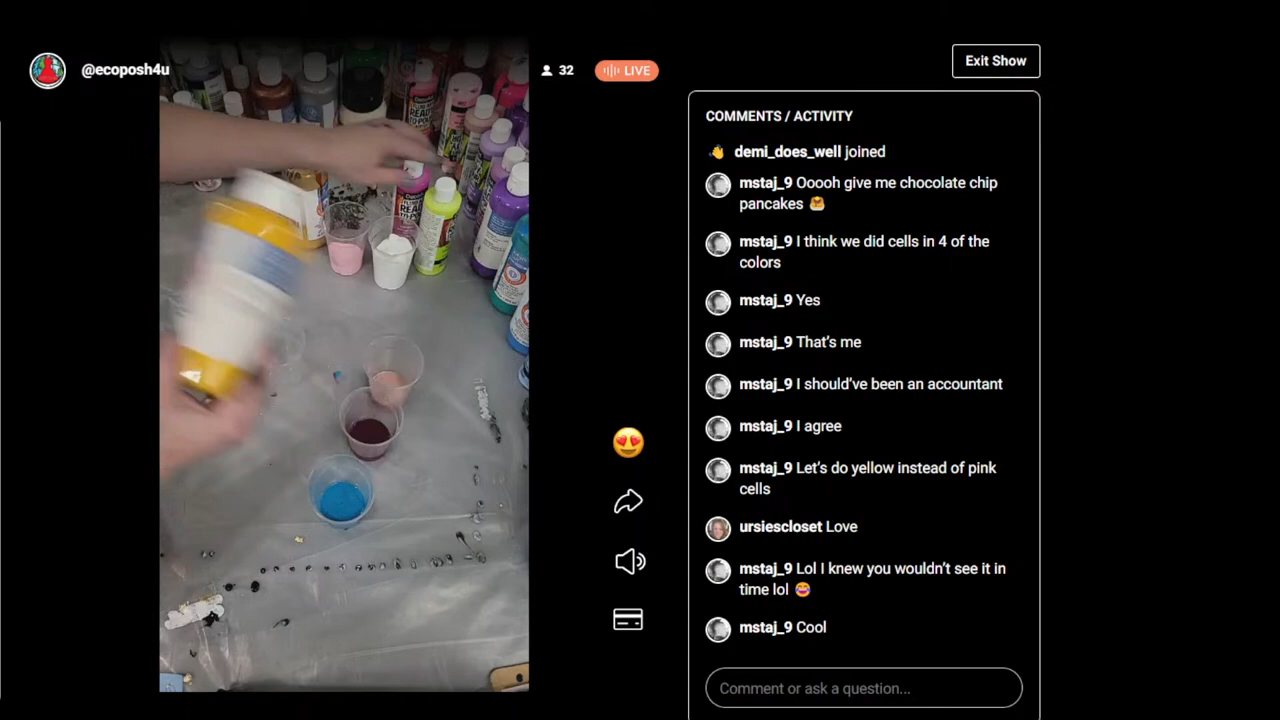 @ecoposh4u
32
LIVE
Exit Show
COMMENTS / ACTIVITY
demi_does_well joined
mstaj_9 Ooooh give me chocolate chip
pancakes 🥞
mstaj_9 I think we did cells in 4 of the
colors
mstaj_9 Yes
mstaj_9 That's me
mstaj_9 I should've been an accountant
mstaj_9 I agree
mstaj_9 Let's do yellow instead of pink
cells
ursiescloset Love
mstaj_9 Lol I knew you wouldn't see it in
time lol 😂
mstaj_9 Cool
Comment or ask a question...